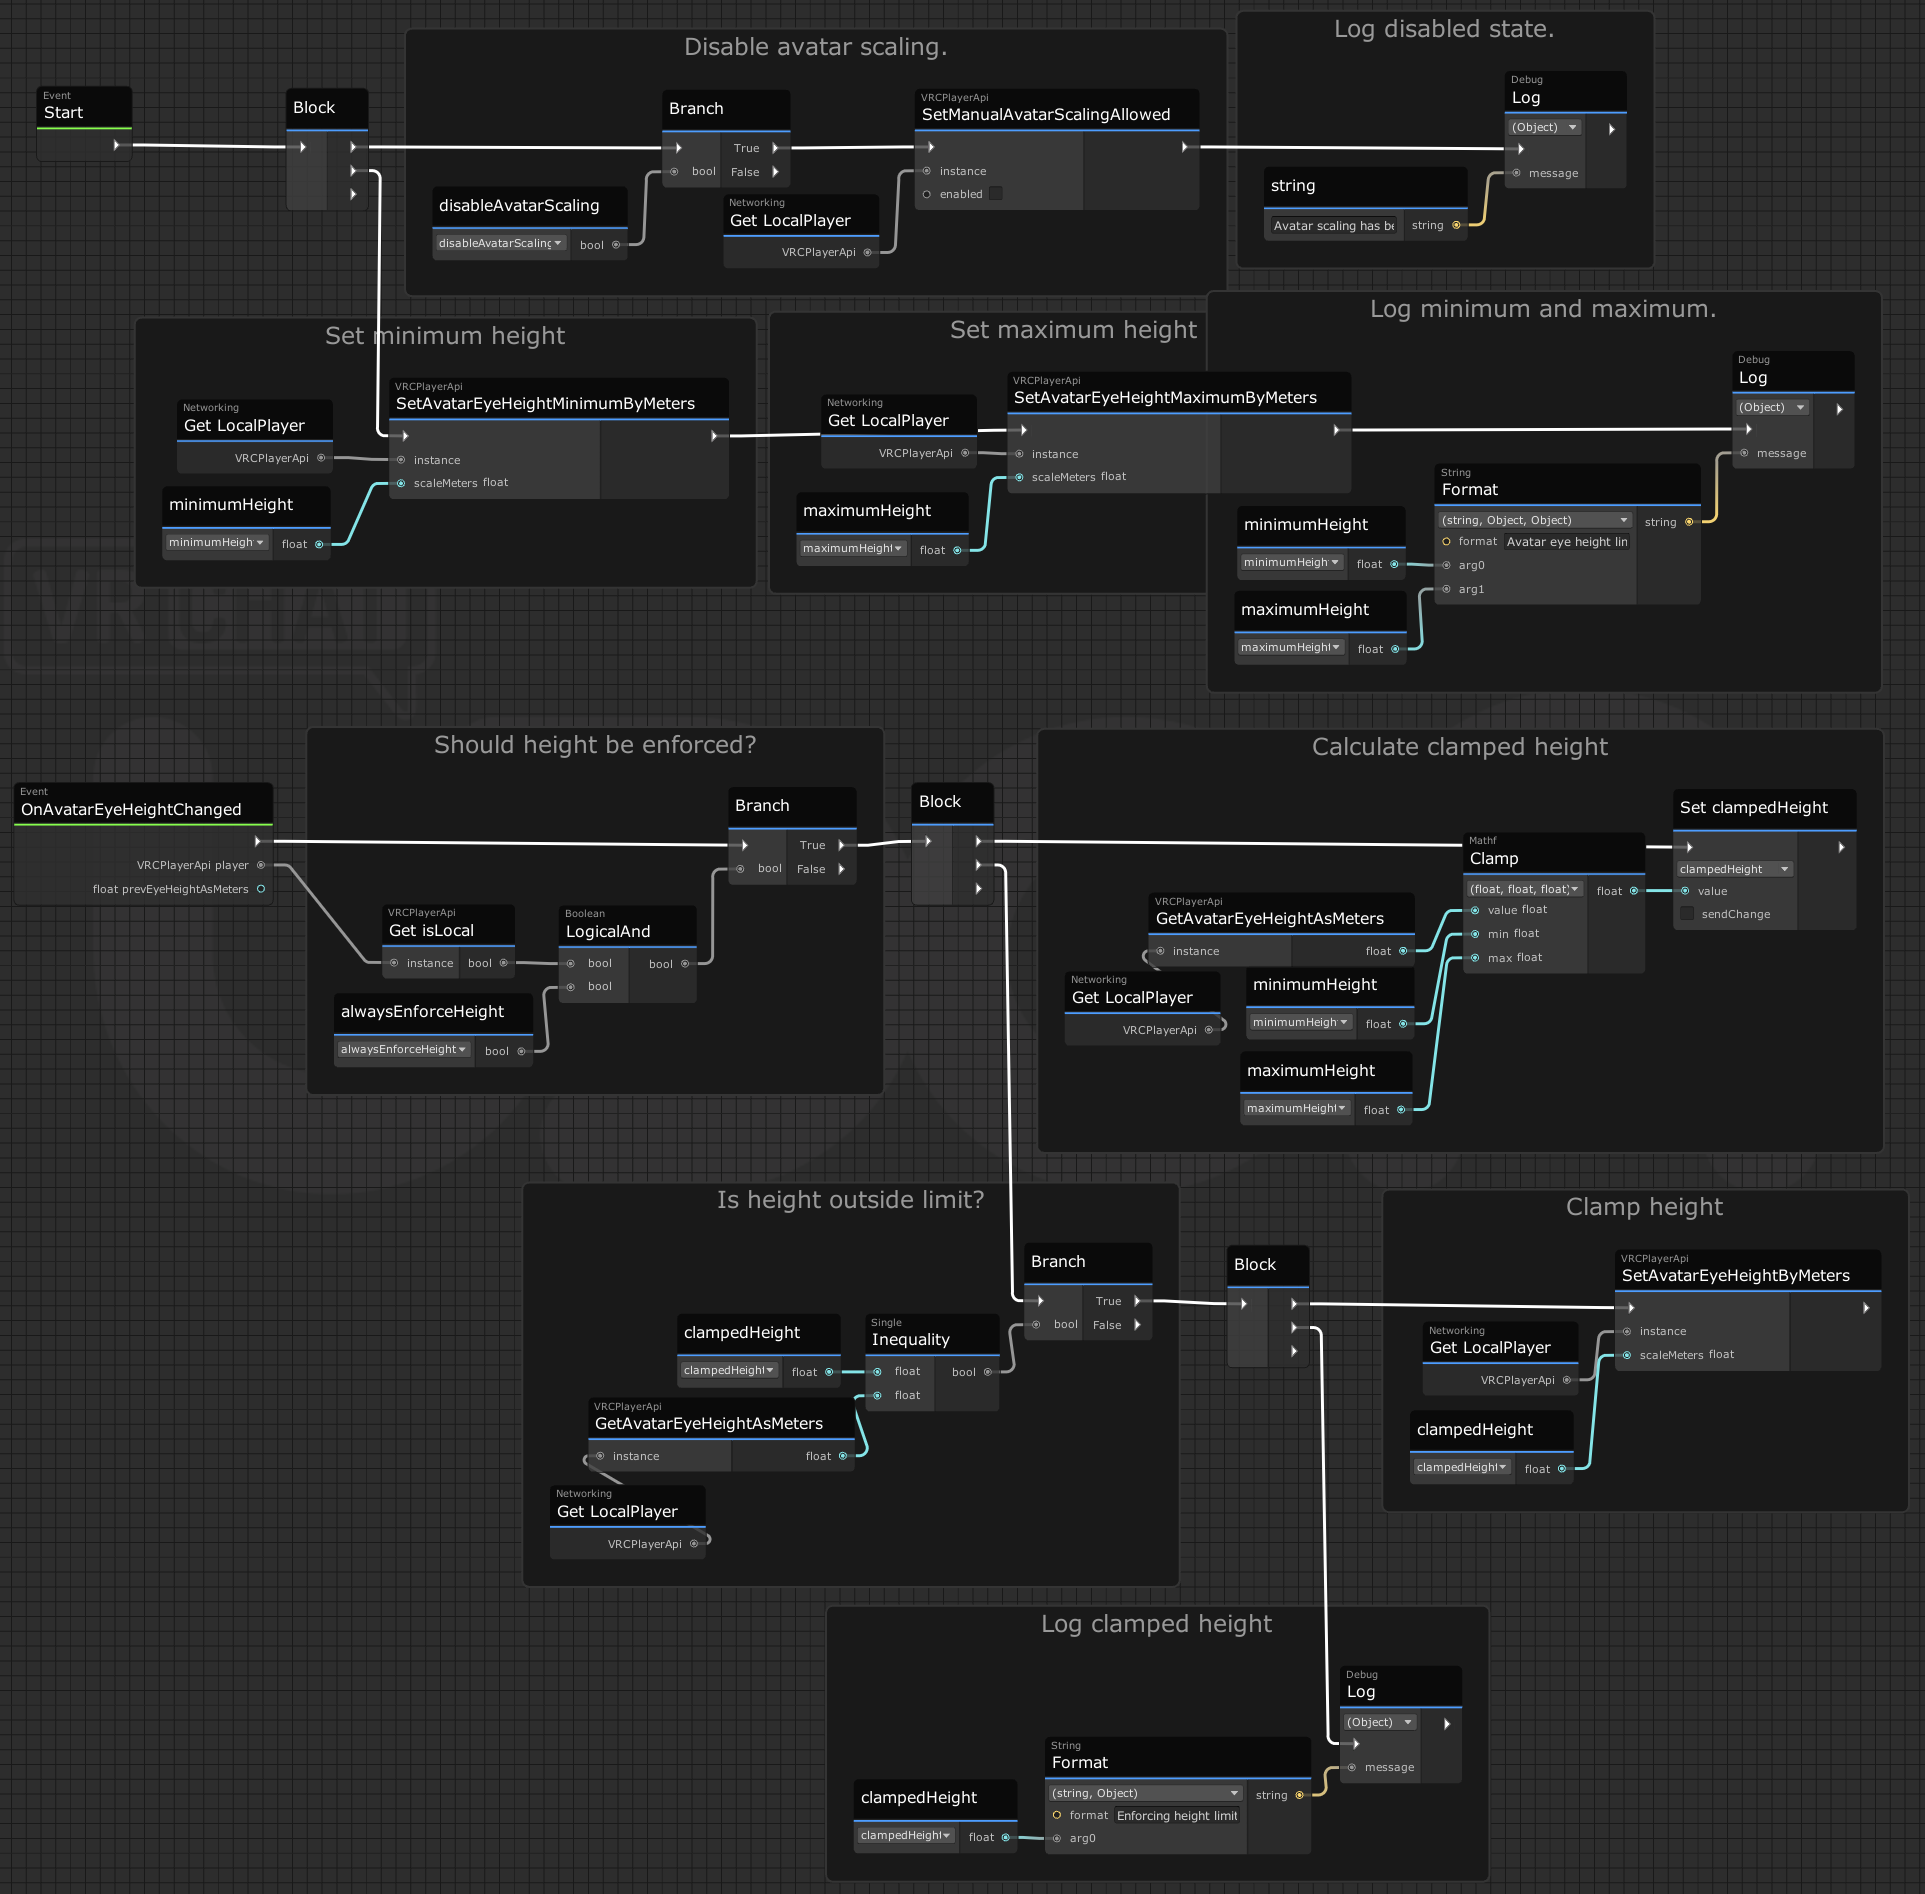 Disable avatar scaling.
Log disabled state.
Event
Start
Block
Branch
True
bool
False
disableAvatarScaling
disableAvatarScaling
bool
Networking
Get LocalPlayer
VRCPlayerApi
VRCPlayerApi
SetManualAvatarScalingAllowed
instance
enabled
string
Avatar scaling has be
string
Debug
Log
(Object)
message
Set minimum height
Networking
Get LocalPlayer
VRCPlayerApi
minimumHeight
minimumHeigh
float
VRCPlayerApi
SetAvatarEyeHeightMinimumByMeters
instance
scaleMeters float
Set maximum height
Networking
Get LocalPlayer
VRCPlayerApi
maximumHeight
maximumHeight
float
VRCPlayerApi
SetAvatarEyeHeightMaximumByMeters
instance
scaleMeters float
Log minimum and maximum.
minimumHeight
minimumHeigh
float
maximumHeight
maximumHeight
float
String
Format
(string, Object, Object)
string
format Avatar eye height lin
arg0
arg1
Debug
Log
(Object)
message
VRCHAT
Should height be enforced?
Event
OnAvatarEyeHeightChanged
VRCPlayerApi player
float prevEyeHeightAsMeters
VRCPlayerApi
Get isLocal
instance bool
alwaysEnforceHeight
alwaysEnforceHeight
bool
Boolean
LogicalAnd
bool bool
bool
Branch
True
bool
False
Block
Calculate clamped height
VRCPlayerApi
GetAvatarEyeHeightAsMeters
instance float
Networking
Get LocalPlayer
VRCPlayerApi
minimumHeight
minimumHeigh
float
maximumHeight
maximumHeight
float
Mathf
Clamp
(float, float, float)
float
value float
min float
max float
Set clampedHeight
clampedHeight
value
sendChange
Is height outside limit?
clampedHeight
clampedHeight
float
VRCPlayerApi
GetAvatarEyeHeightAsMeters
instance float
Networking
Get LocalPlayer
VRCPlayerApi
Single
Inequality
float bool
float
Branch
True
bool
False
Block
Clamp height
Networking
Get LocalPlayer
VRCPlayerApi
clampedHeight
clampedHeight
float
VRCPlayerApi
SetAvatarEyeHeightByMeters
instance
scaleMeters float
Log clamped height
clampedHeight
clampedHeight
float
String
Format
(string, Object)
string
format Enforcing height limit
arg0
Debug
Log
(Object)
message